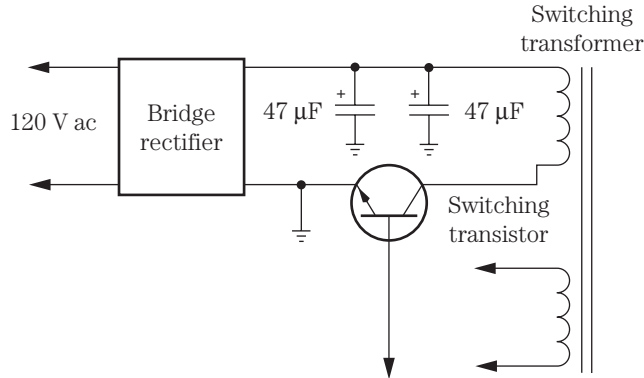 Switching
transformer
+
+
120 V ac
Bridge
rectifier
47 µF
47 µF
Switching
transistor